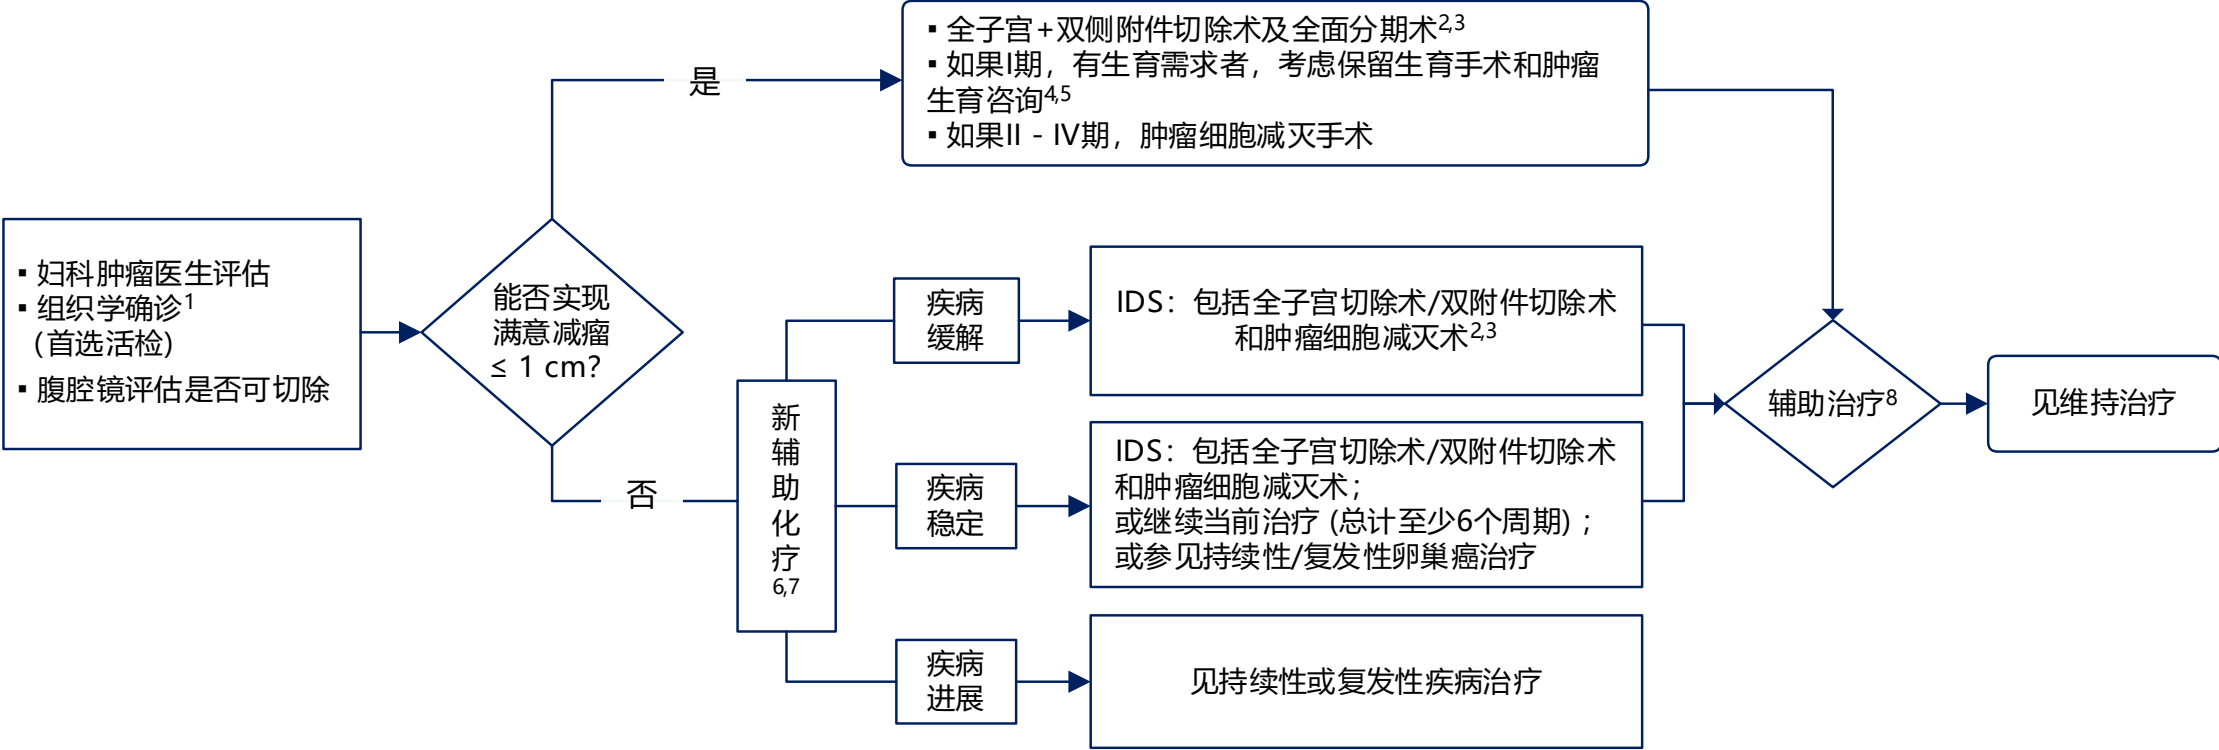 ▪ 全子宫+双侧附件切除术及全面分期术2,3
▪ 如果I期，有生育需求者，考虑保留生育手术和肿瘤
生育咨询4,5
▪ 如果II - IV期，肿瘤细胞减灭手术
是
▪ 妇科肿瘤医生评估
▪ 组织学确诊1
(首选活检)
▪ 腹腔镜评估是否可切除
能否实现
满意减瘤
≤ 1 cm?
否
新
辅
助
化
疗
6,7
疾病
缓解
IDS：包括全子宫切除术/双附件切除术
和肿瘤细胞减灭术2,3
疾病
稳定
IDS：包括全子宫切除术/双附件切除术
和肿瘤细胞减灭术；
或继续当前治疗 (总计至少6个周期)；
或参见持续性/复发性卵巢癌治疗
疾病
进展
见持续性或复发性疾病治疗
辅助治疗8
见维持治疗